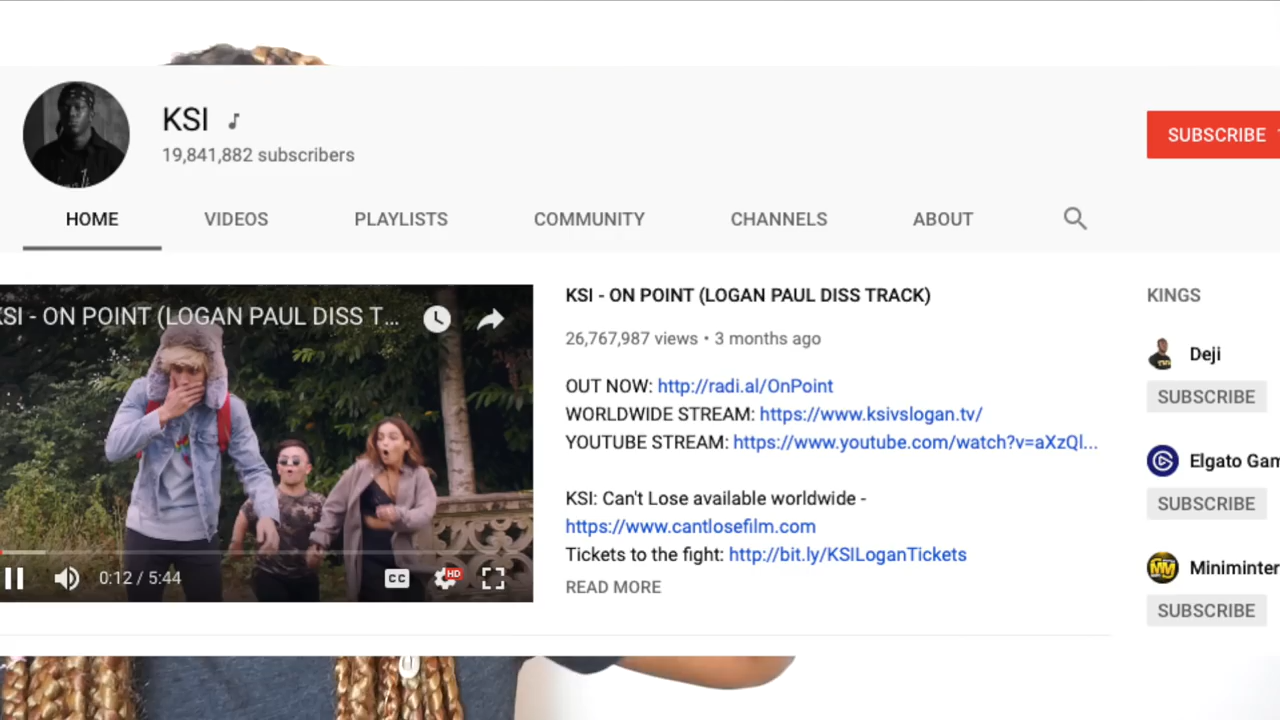 KSI
19,841,882 subscribers
SUBSCRIBE
HOME
VIDEOS
PLAYLISTS
COMMUNITY
CHANNELS
ABOUT
KSI - ON POINT (LOGAN PAUL DISS T...
0:12 / 5:44
CC
HD
KSI - ON POINT (LOGAN PAUL DISS TRACK)
26,767,987 views • 3 months ago
OUT NOW: http://radi.al/OnPoint
WORLDWIDE STREAM: https://www.ksivslogan.tv/
YOUTUBE STREAM: https://www.youtube.com/watch?v=aXzQl...
KSI: Can't Lose available worldwide -
https://www.cantlosefilm.com
Tickets to the fight: http://bit.ly/KSILoganTickets
READ MORE
KINGS
Deji
SUBSCRIBE
Elgato Gam
SUBSCRIBE
Miniminter
SUBSCRIBE